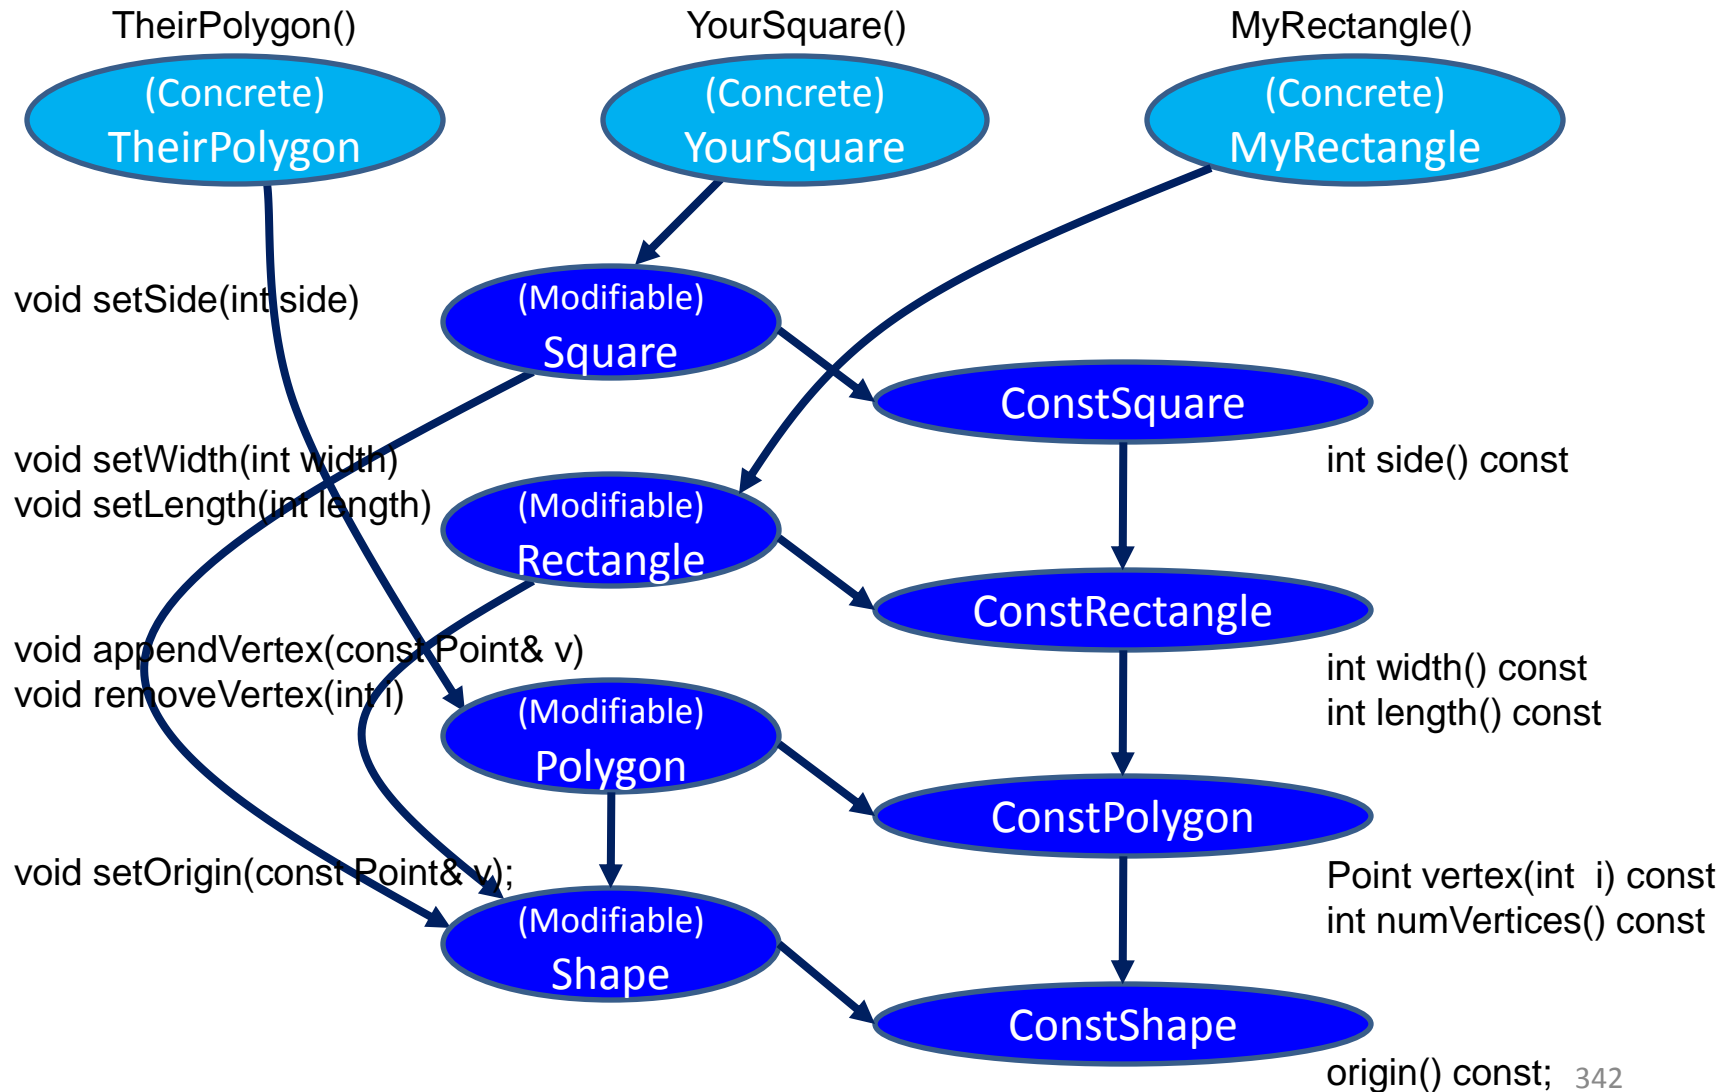 TheirPolygon()
YourSquare()
MyRectangle()
(Concrete)
TheirPolygon
(Concrete)
YourSquare
(Concrete)
MyRectangle
void setSide(int side)
(Modifiable)
Square
ConstSquare
int side() const
void setWidth(int width)
void setLength(int length)
(Modifiable)
Rectangle
ConstRectangle
int width() const
int length() const
void appendVertex(const Point& v)
void removeVertex(int i)
(Modifiable)
Polygon
ConstPolygon
Point vertex(int  i) const
int numVertices() const
void setOrigin(const Point& v);
(Modifiable)
Shape
ConstShape
origin() const;
342